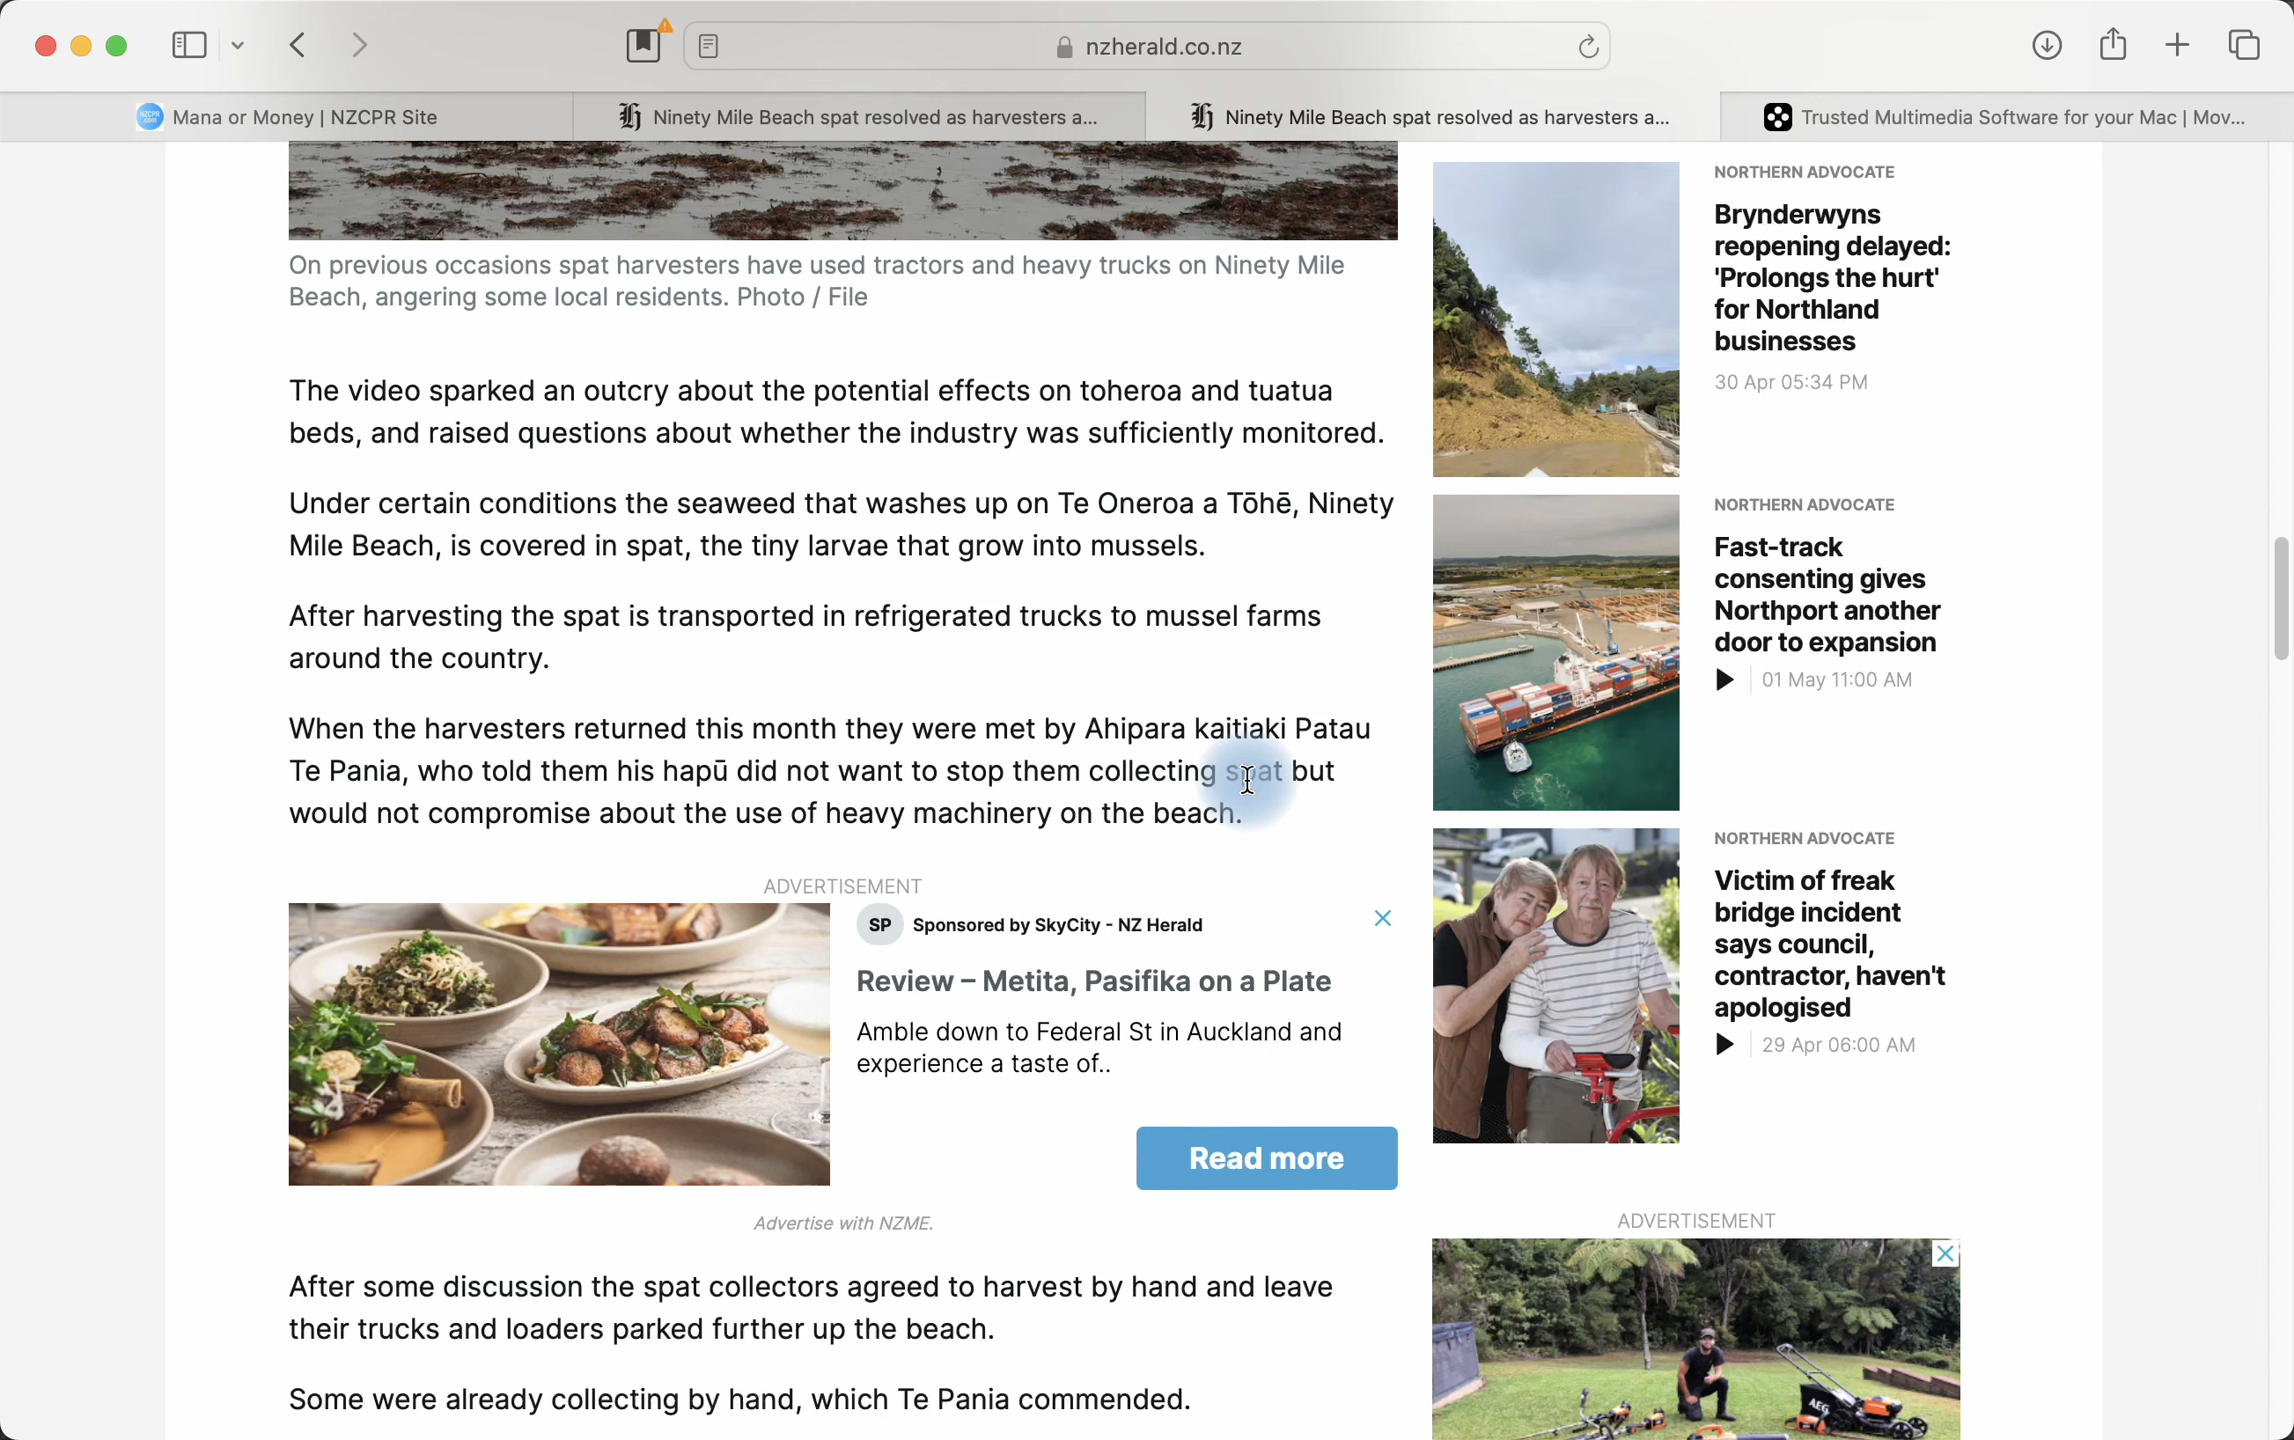 nzherald.co.nz
NZCPR .com
Mana or Money | NZCPR Site
Ninety Mile Beach spat resolved as harvesters a...
Ninety Mile Beach spat resolved as harvesters a...
Trusted Multimedia Software for your Mac | Mov...
On previous occasions spat harvesters have used tractors and heavy trucks on Ninety Mile
Beach, angering some local residents. Photo / File
The video sparked an outcry about the potential effects on toheroa and tuatua
beds, and raised questions about whether the industry was sufficiently monitored.
Under certain conditions the seaweed that washes up on Te Oneroa a Tōhē, Ninety
Mile Beach, is covered in spat, the tiny larvae that grow into mussels.
After harvesting the spat is transported in refrigerated trucks to mussel farms
around the country.
When the harvesters returned this month they were met by Ahipara kaitiaki Patau
Te Pania, who told them his hapū did not want to stop them collecting spat but
would not compromise about the use of heavy machinery on the beach.
ADVERTISEMENT
SP Sponsored by SkyCity - NZ Herald
Review – Metita, Pasifika on a Plate
Amble down to Federal St in Auckland and
experience a taste of..
Read more
Advertise with NZME.
After some discussion the spat collectors agreed to harvest by hand and leave
their trucks and loaders parked further up the beach.
Some were already collecting by hand, which Te Pania commended.
NORTHERN ADVOCATE
Brynderwyns
reopening delayed:
'Prolongs the hurt'
for Northland
businesses
30 Apr 05:34 PM
NORTHERN ADVOCATE
Fast-track
consenting gives
Northport another
door to expansion
01 May 11:00 AM
NORTHERN ADVOCATE
Victim of freak
bridge incident
says council,
contractor, haven't
apologised
29 Apr 06:00 AM
ADVERTISEMENT
AEG